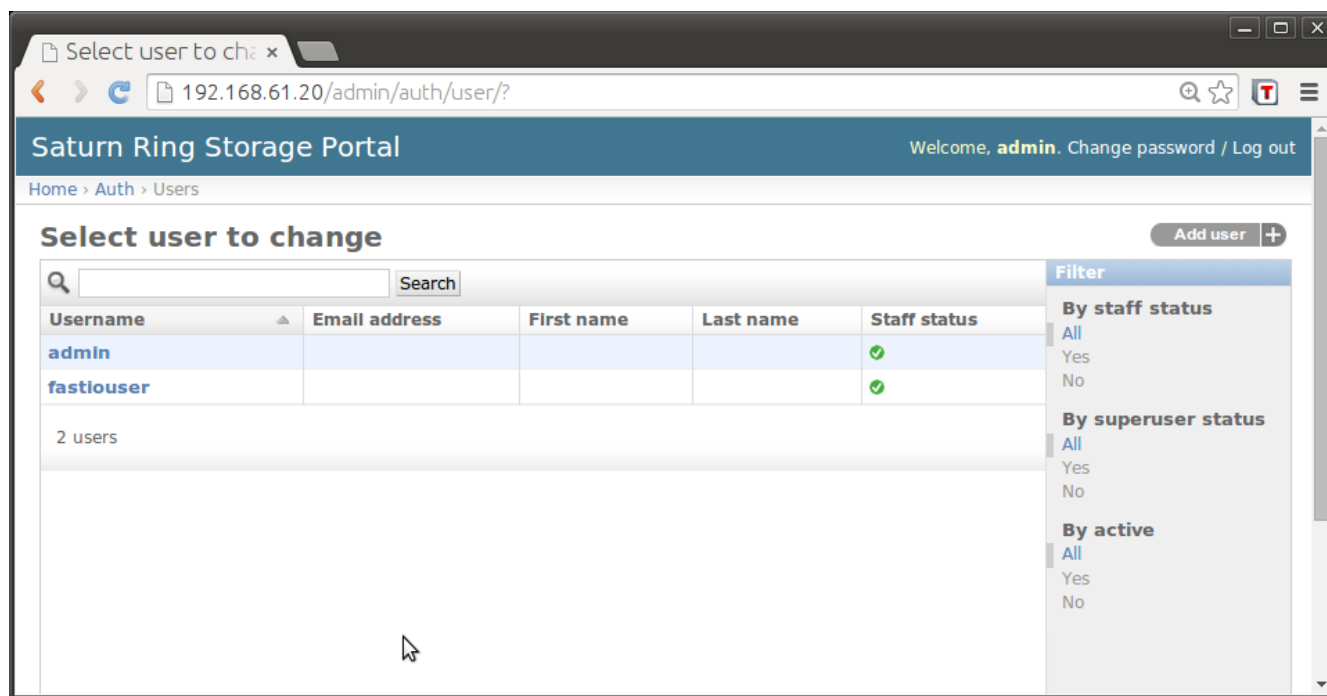 Select user to cha
192.168.61.20/admin/auth/user/?
T
Saturn Ring Storage Portal
Welcome, admin. Change password / Log out
Home › Auth › Users
Select user to change
Add user +
Search
Filter
Username Email address First name Last name Staff status
admin
fastiouser
2 users
By staff status
All
Yes
No
By superuser status
All
Yes
No
By active
All
Yes
No